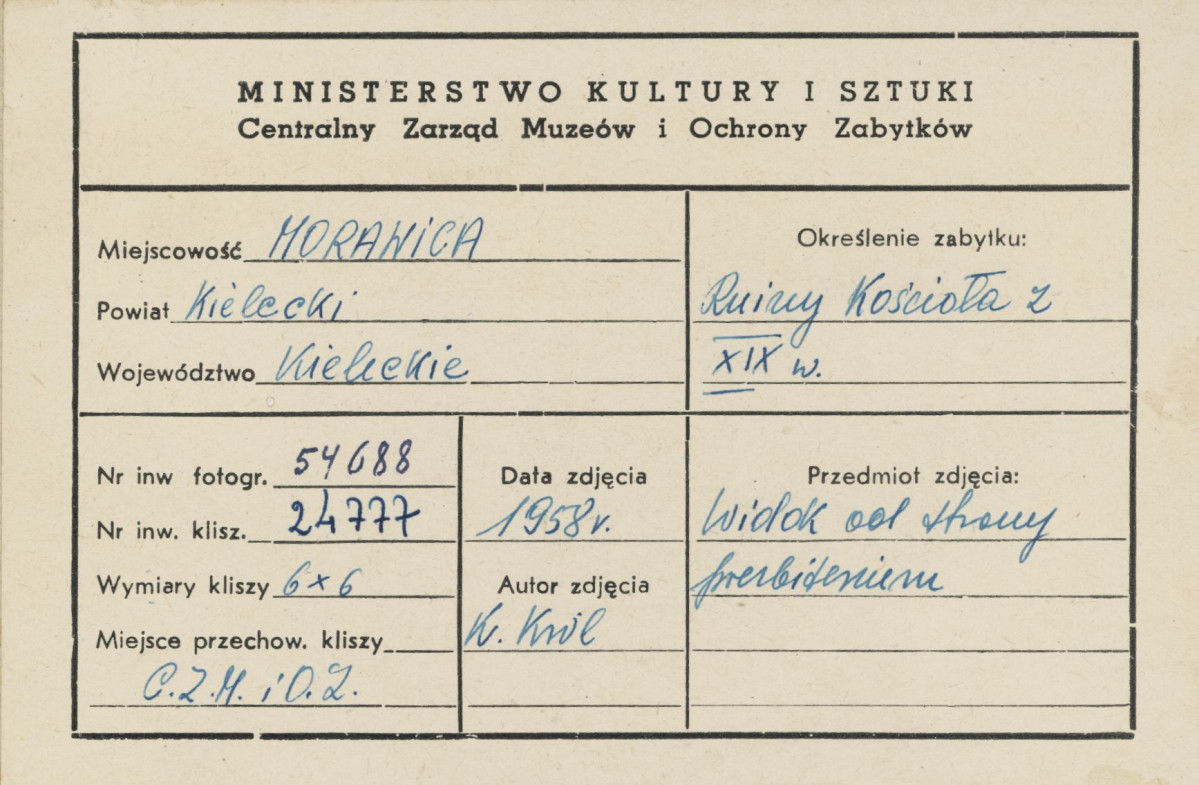 MINISTERSTWO KULTURY I SZTUKI
Centralny Zarząd Muzeów i Ochrony Zabytków
Miejscowość MORAWICA
Powiat Kielecki
Województwo Kieleckie
Określenie zabytku:
Ruiny Kościoła z
XIX w.
Nr inw fotogr. 54688
Nr inw. klisz. 24777
Wymiary kliszy 6x6
Miejsce przechow. kliszy
C.Z.M. i O.Z.
Data zdjęcia
1958 r.
Autor zdjęcia
K. Król
Przedmiot zdjęcia:
Widok od strony
prezbiterium